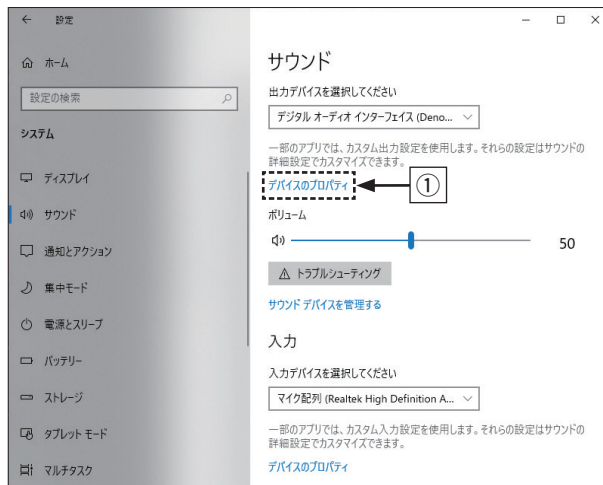 設定
ホーム
設定の検索
システム
ディスプレイ
サウンド
通知とアクション
集中モード
電源とスリープ
バッテリー
ストレージ
タブレット モード
マルチタスク
サウンド
出力デバイスを選択してください
デジタル オーディオ インターフェイス (Deno...
一部のアプリでは、カスタム出力設定を使用します。それらの設定はサウンドの
詳細設定でカスタマイズできます。
デバイスのプロパティ
①
ボリューム
50
トラブルシューティング
サウンド デバイスを管理する
入力
入力デバイスを選択してください
マイク配列 (Realtek High Definition A...
一部のアプリでは、カスタム入力設定を使用します。それらの設定はサウンドの
詳細設定でカスタマイズできます。
デバイスのプロパティ